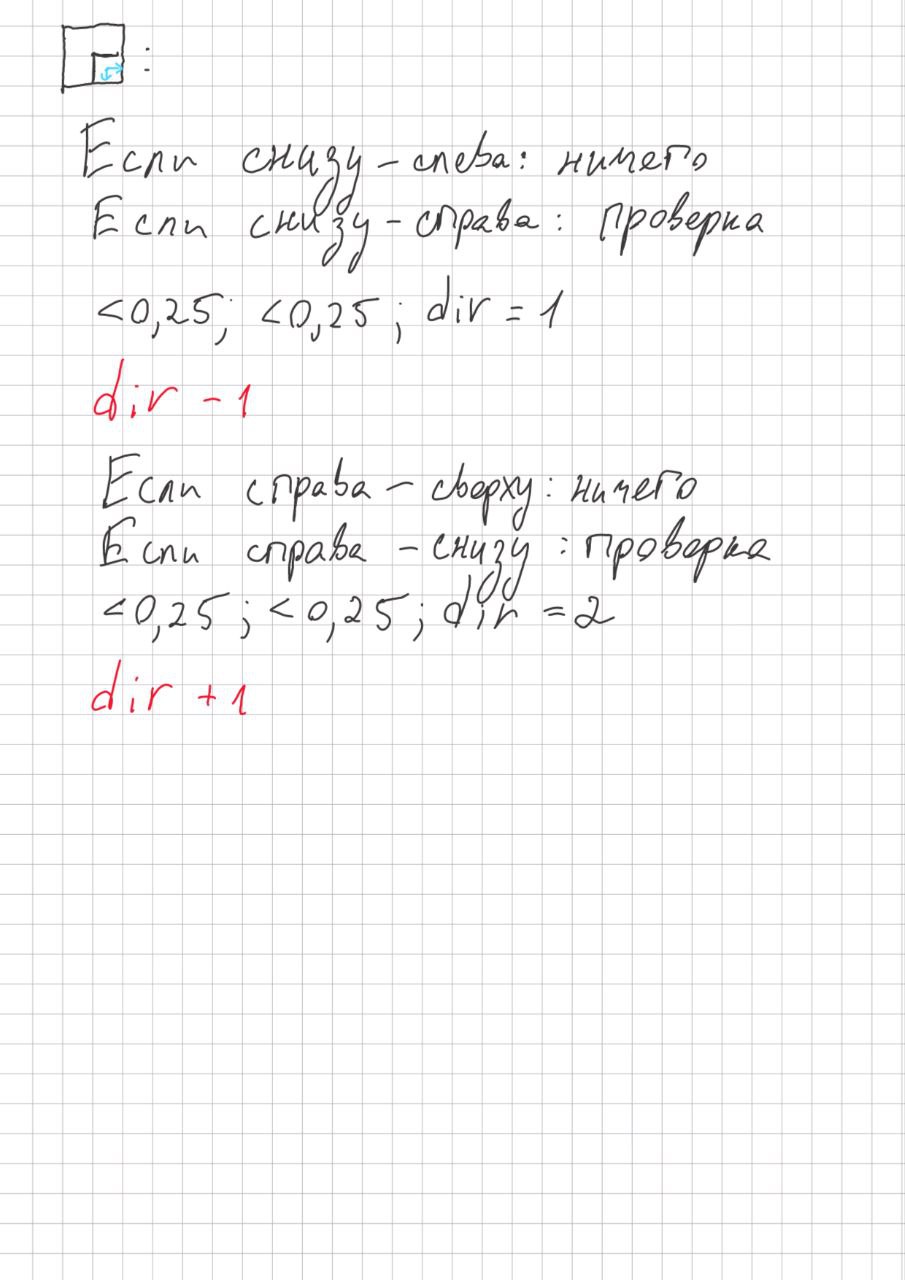 :
Если снизу - слева: ничего
Если снизу - справа: проверка
<0,25; <0,25; dir = 1
dir - 1
Если справа - сверху: ничего
Если справа - снизу: проверка
<0,25; <0,25; dir = 2
dir + 1